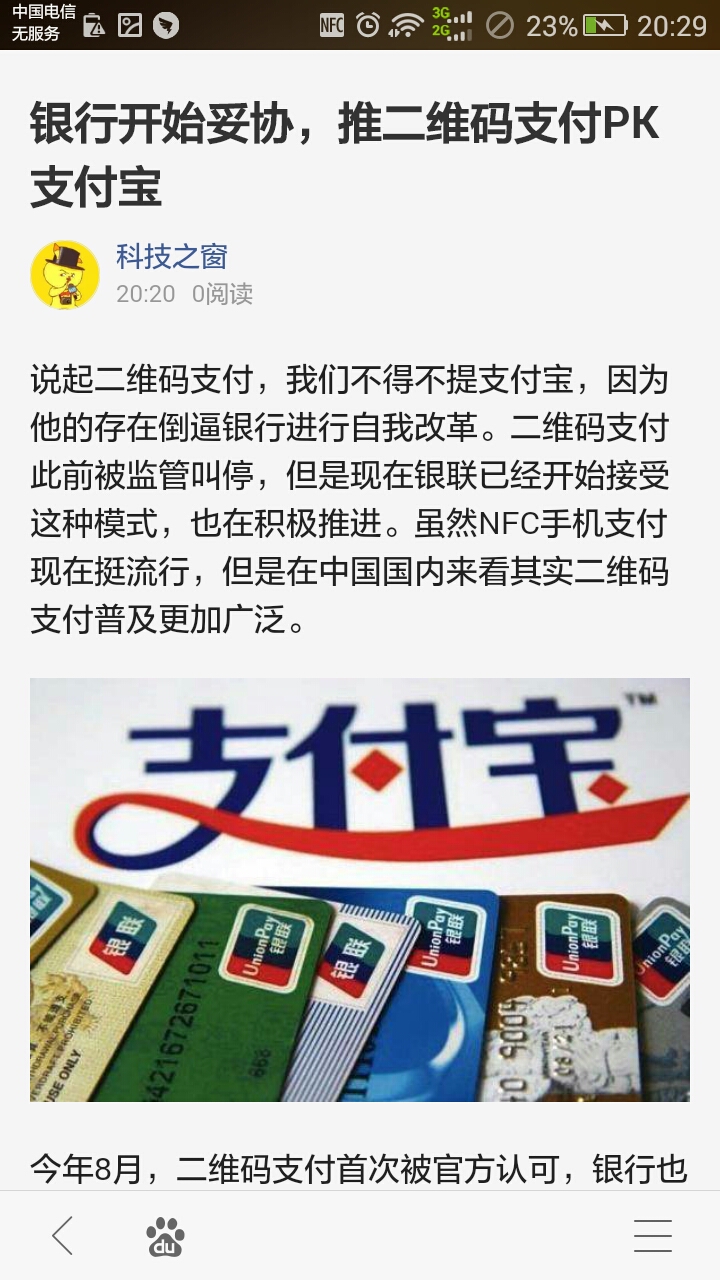 中国电信
无服务
NFC
3G
2G
23%
20:29
银行开始妥协，推二维码支付PK
支付宝
科技之窗
20:20 0阅读
说起二维码支付，我们不得不提支付宝，因为
他的存在倒逼银行进行自我改革。二维码支付
此前被监管叫停，但是现在银联已经开始接受
这种模式，也在积极推进。虽然NFC手机支付
现在挺流行，但是在中国国内来看其实二维码
支付普及更加广泛。
支付宝
TM
银联
UnionPay
银联
银联
UnionPay
银联
UnionPay
银联
UnionPay
银联
USE ONLY
421672671011
9004
08/21
今年8月，二维码支付首次被官方认可，银行也
du